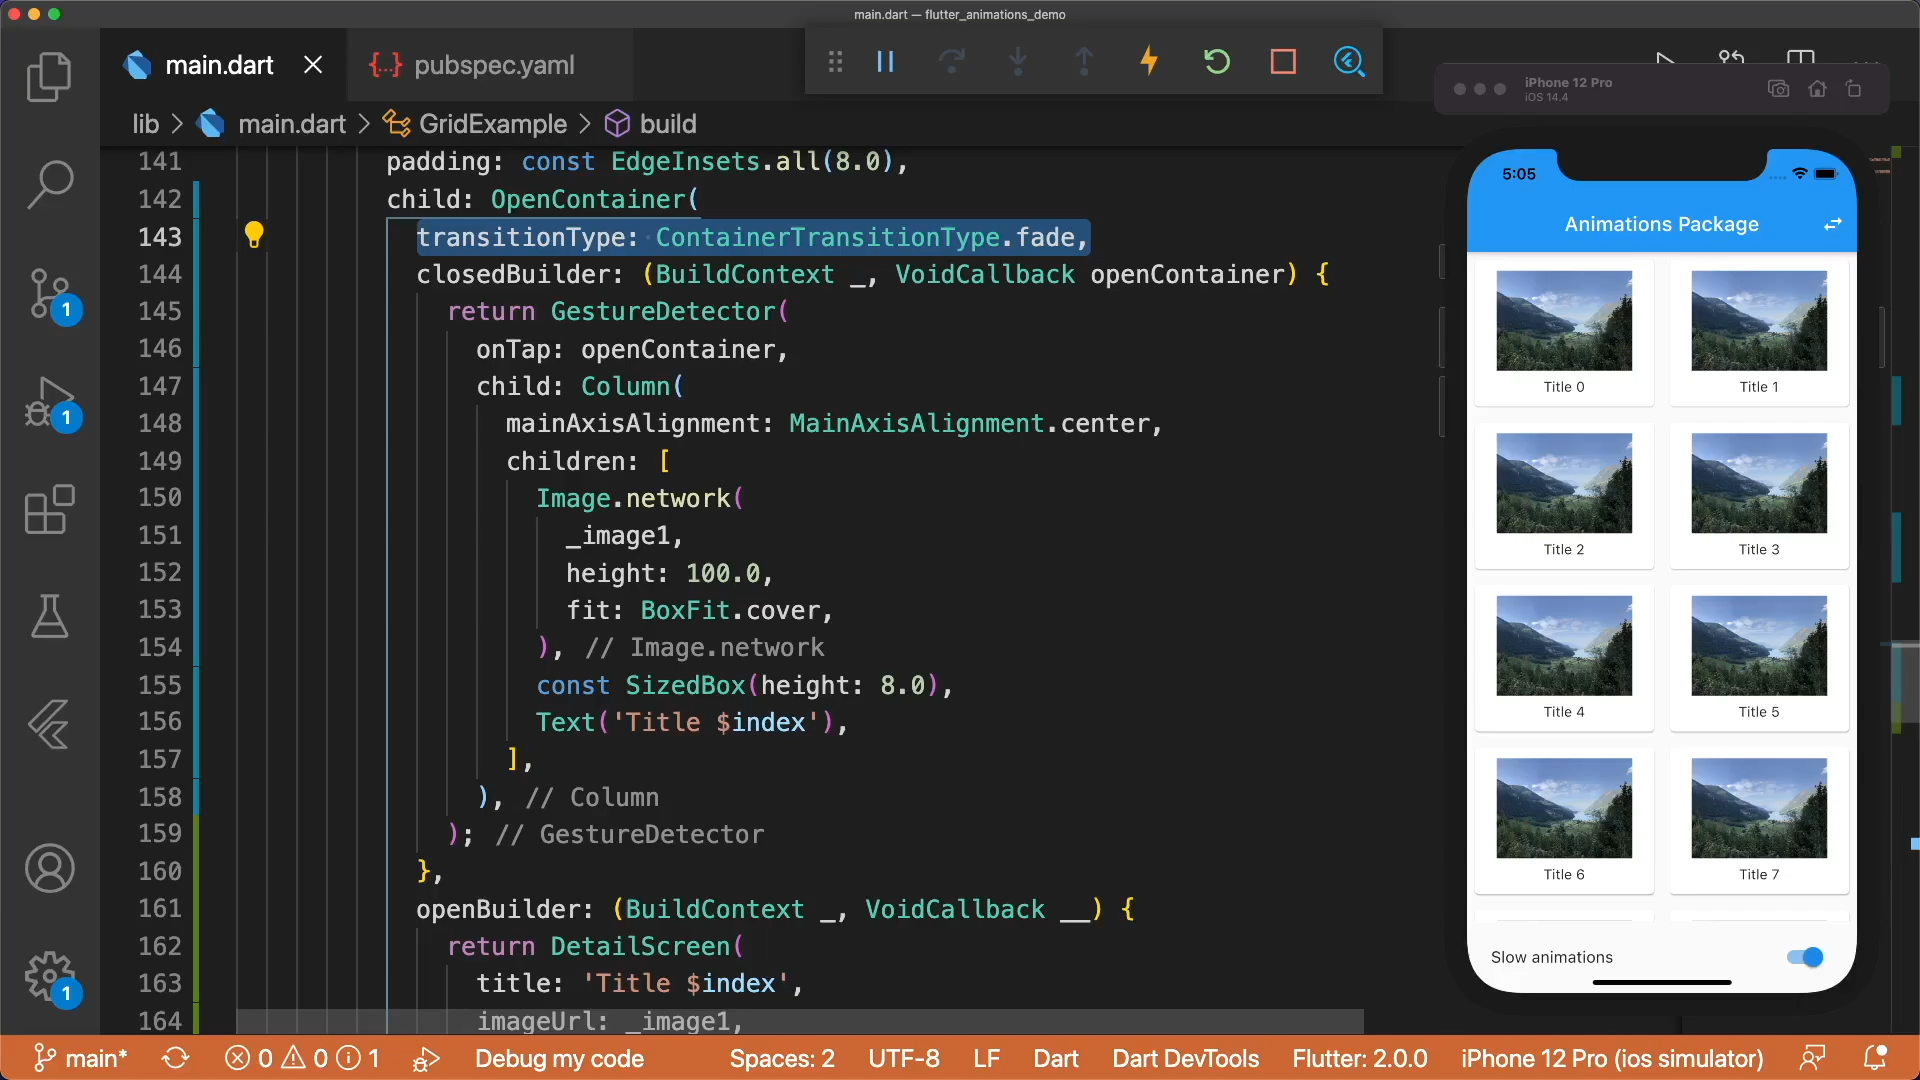 main.dart — flutter_animations_demo
main.dart
{...} pubspec.yaml
iPhone 12 Pro
iOS 14.4
lib > main.dart > GridExample > build
141 padding: const EdgeInsets.all(8.0),
142 child: OpenContainer(
143 transitionType: ContainerTransitionType.fade,
144 closedBuilder: (BuildContext _, VoidCallback openContainer) {
145 return GestureDetector(
146 onTap: openContainer,
147 child: Column(
148 mainAxisAlignment: MainAxisAlignment.center,
149 children: [
150 Image.network(
151 _image1,
152 height: 100.0,
153 fit: BoxFit.cover,
154 ), // Image.network
155 const SizedBox(height: 8.0),
156 Text('Title $index'),
157 ],
158 ), // Column
159 ); // GestureDetector
160 },
161 openBuilder: (BuildContext _, VoidCallback __) {
162 return DetailScreen(
163 title: 'Title $index',
164 imageUrl: _image1,
1
1
1
5:05
Animations Package
Title 0
Title 1
Title 2
Title 3
Title 4
Title 5
Title 6
Title 7
Slow animations
main* 0 0 1 Debug my code Spaces: 2 UTF-8 LF Dart Dart DevTools Flutter: 2.0.0 iPhone 12 Pro (ios simulator)